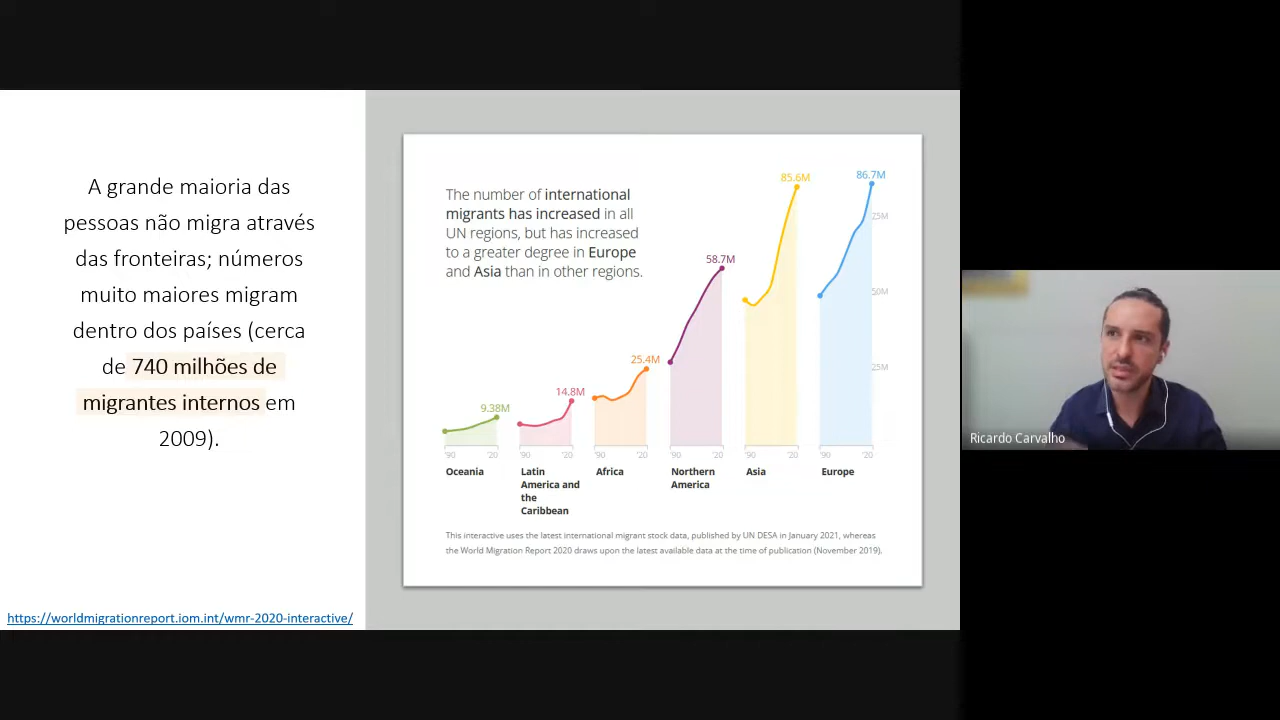 A grande maioria das
pessoas não migra através
das fronteiras; números
muito maiores migram
dentro dos países (cerca
de 740 milhões de
migrantes internos em
2009).
https://worldmigrationreport.iom.int/wmr-2020-interactive/
The number of international
migrants has increased in all
UN regions, but has increased
to a greater degree in Europe
and Asia than in other regions.
9.38M
14.8M
25.4M
58.7M
85.6M
86.7M
75M
50M
25M
'90 '20 '90 '20 '90 '20 '90 '20 '90 '20 '90 '20
Oceania
Latin
America and
the
Caribbean
Africa
Northern
America
Asia
Europe
This interactive uses the latest international migrant stock data, published by UN DESA in January 2021, whereas
the World Migration Report 2020 draws upon the latest available data at the time of publication (November 2019).
Ricardo Carvalho